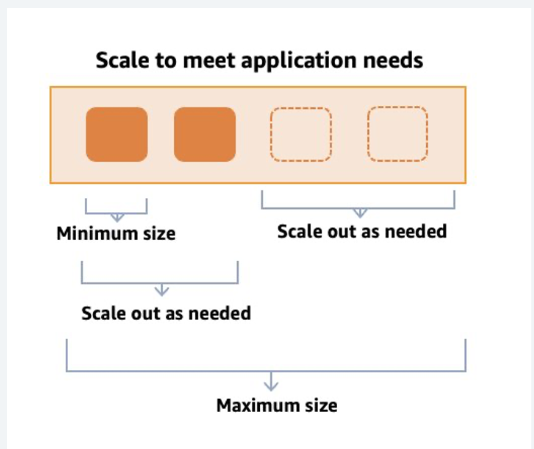 Scale to meet application needs
Minimum size
Scale out as needed
Scale out as needed
Maximum size